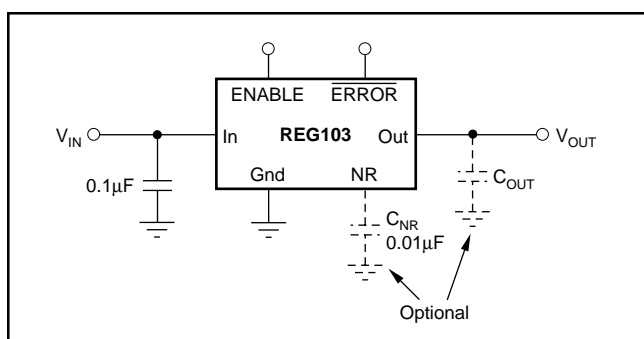 ENABLE
ERROR
V_IN
In
REG103
Out
V_OUT
0.1µF
Gnd
NR
C_OUT
C_NR
0.01µF
Optional